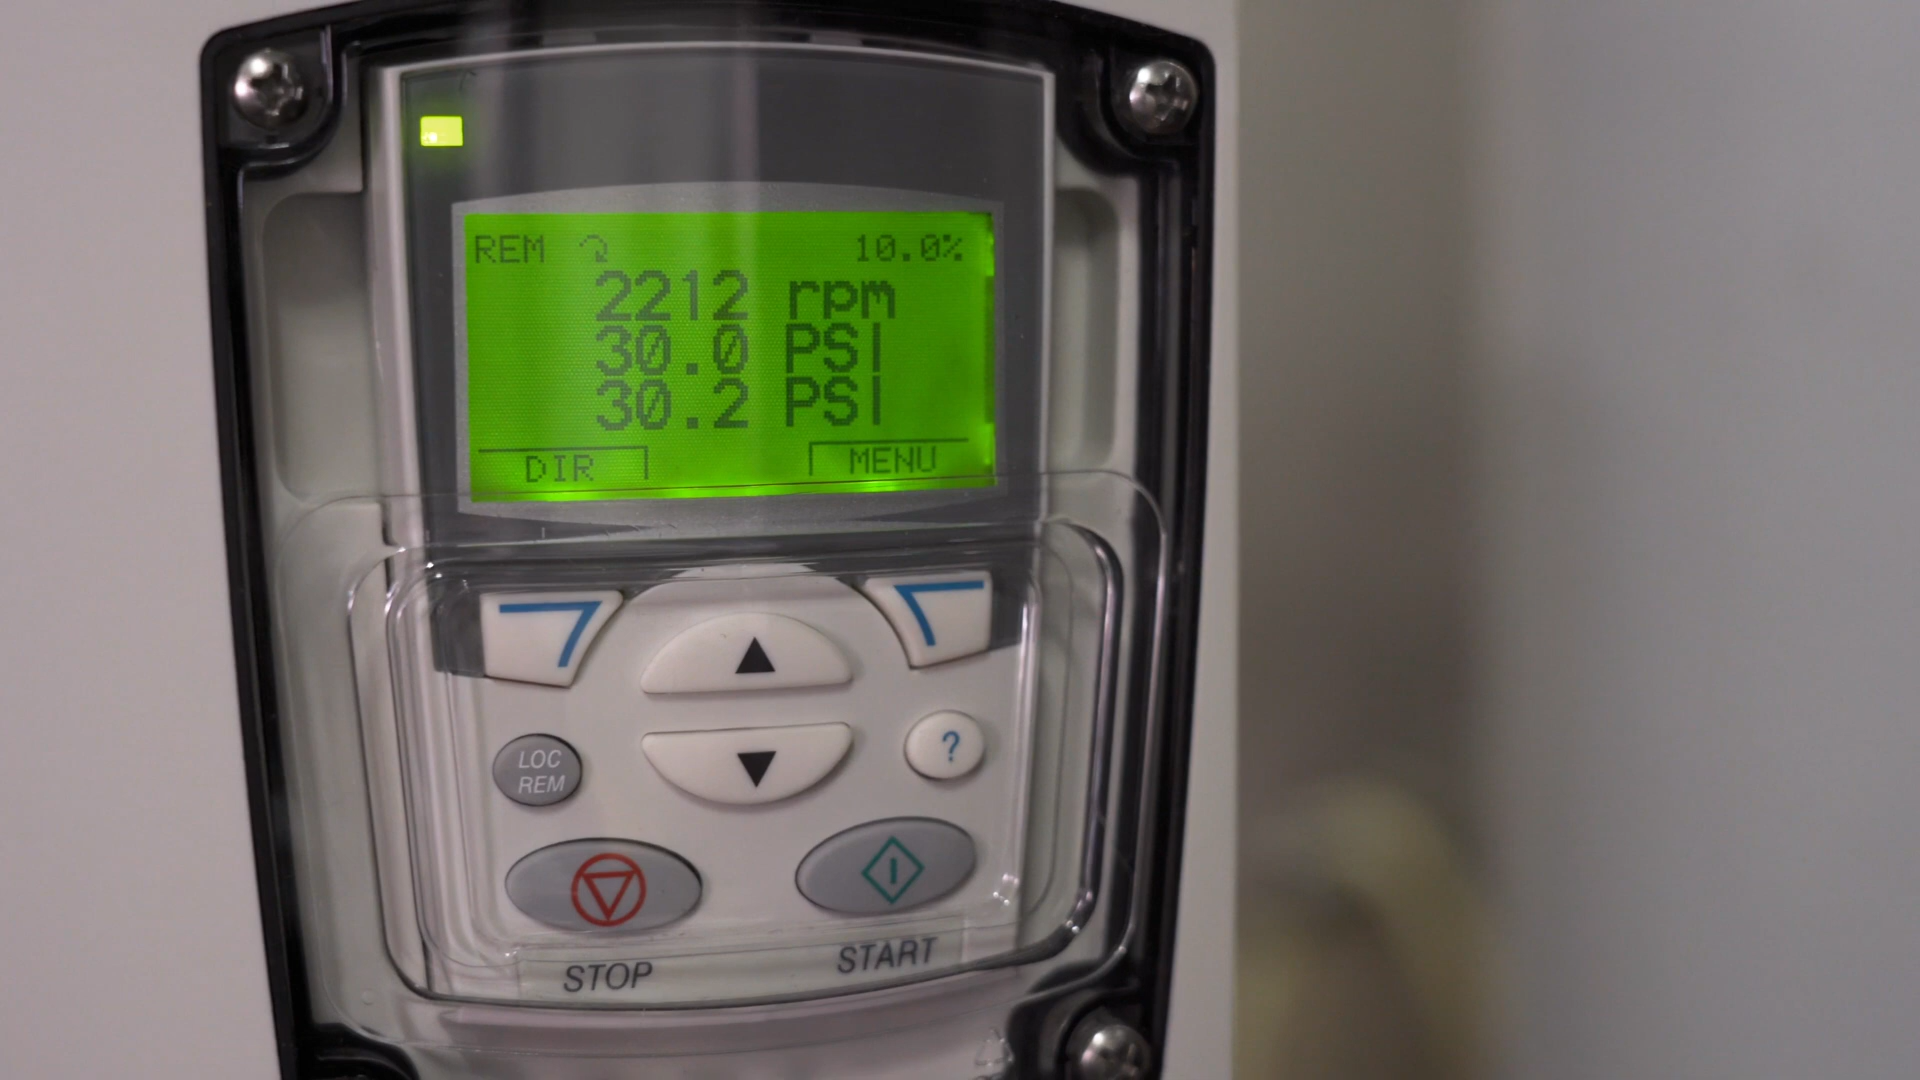 REM 10.0%
2212 rpm
30.0 PSI
30.2 PSI
DIR MENU
?
LOC
REM
STOP START